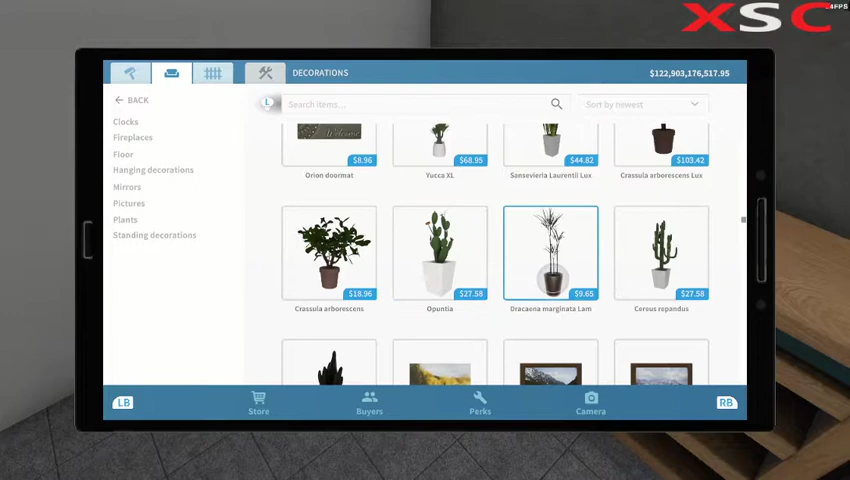 XSC
DECORATIONS
$122,903,176,517.95
BACK
L
Search items...
Sort by newest
Clocks
Fireplaces
Floor
Hanging decorations
Mirrors
Pictures
Plants
Standing decorations
Welcome
$8.96
$68.95
$44.82
$103.42
Orion doormat
Yucca XL
Sansevieria Laurentii Lux
Crassula arborescens Lux
$18.96
$27.58
$9.65
$27.58
Crassula arborescens
Opuntia
Dracaena marginata Lam
Cereus repandus
LB
Store
Buyers
Perks
Camera
RB